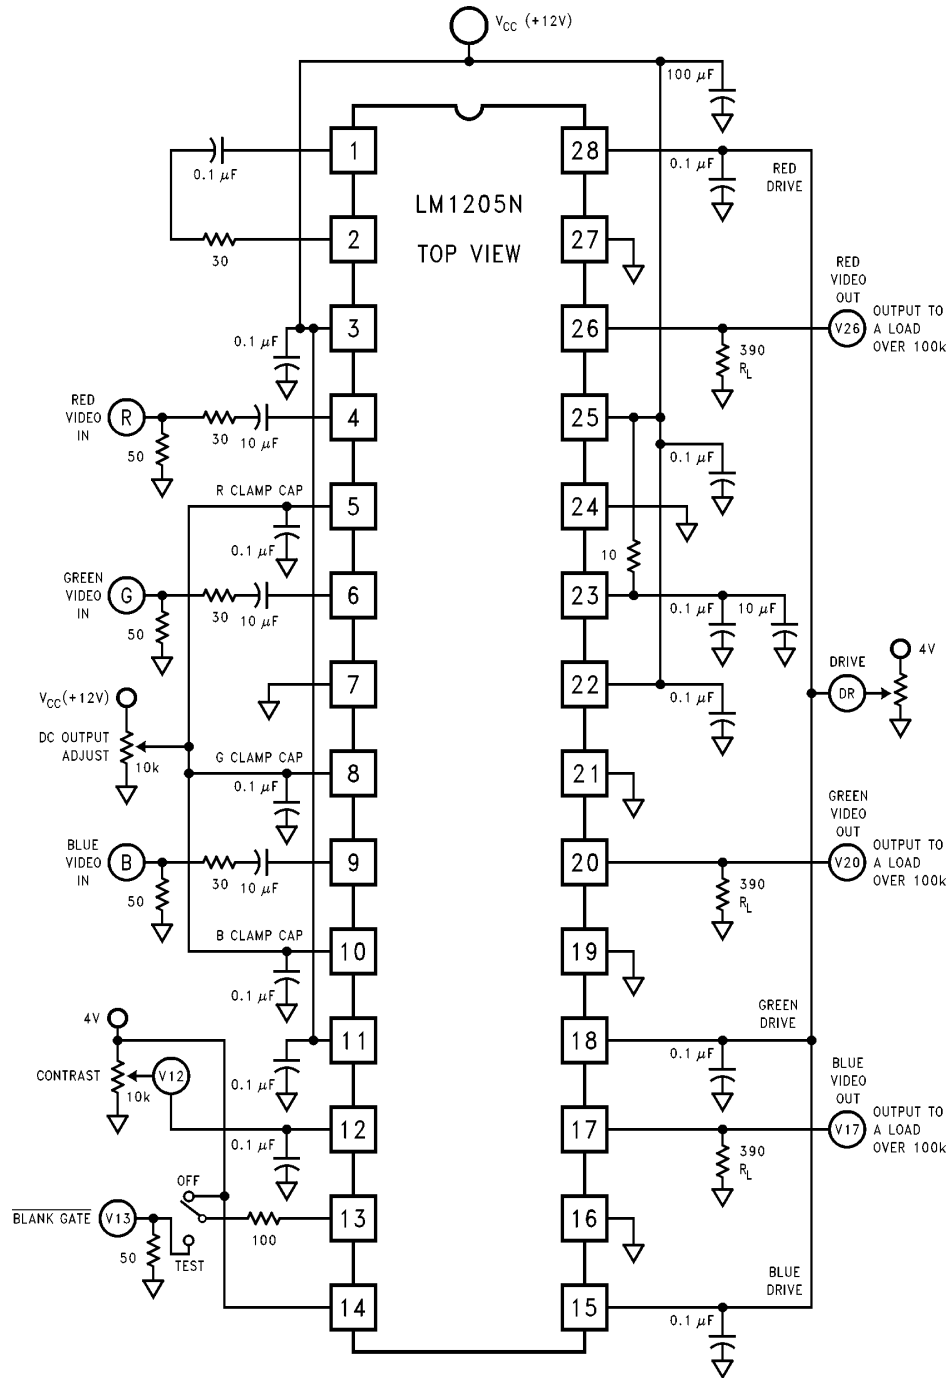 V_CC (+12V)
100 µF
1
0.1 µF
28
0.1 µF
RED
DRIVE
LM1205N
TOP VIEW
2
30
27
RED
VIDEO
OUT
3
0.1 µF
26
V26
OUTPUT TO
A LOAD
OVER 100k
390
R_L
RED
VIDEO
IN
R
50
30
10 µF
4
25
0.1 µF
R CLAMP CAP
5
0.1 µF
24
10
GREEN
VIDEO
IN
G
50
30
10 µF
6
23
0.1 µF
10 µF
7
22
0.1 µF
DRIVE
DR
4V
V_CC (+12V)
DC OUTPUT
ADJUST
10k
G CLAMP CAP
0.1 µF
8
21
GREEN
VIDEO
OUT
BLUE
VIDEO
IN
B
50
30
10 µF
9
20
V20
OUTPUT TO
A LOAD
OVER 100k
390
R_L
B CLAMP CAP
10
0.1 µF
19
4V
GREEN
DRIVE
11
0.1 µF
18
0.1 µF
CONTRAST
10k
V12
BLUE
VIDEO
OUT
12
0.1 µF
17
V17
OUTPUT TO
A LOAD
OVER 100k
390
R_L
OFF
BLANK GATE
V13
50
TEST
100
13
16
BLUE
DRIVE
14
15
0.1 µF